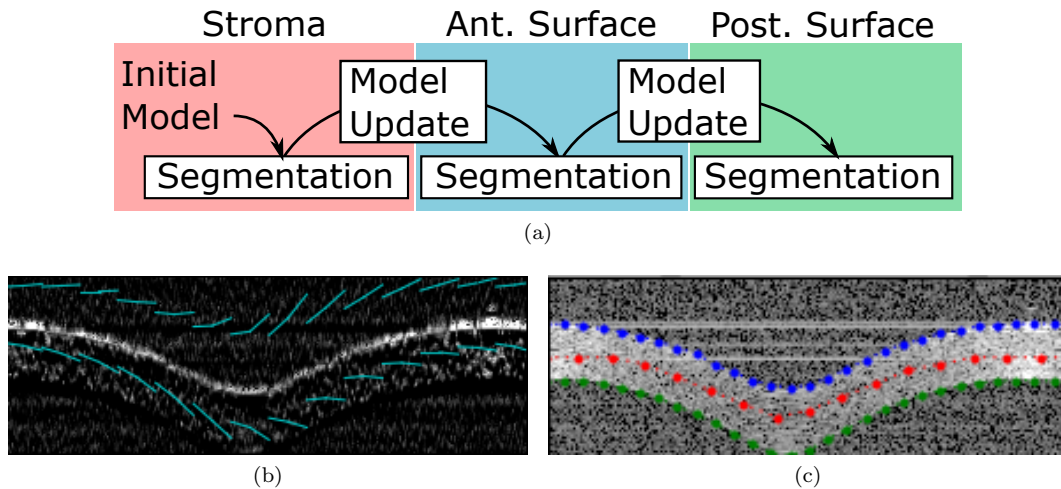 Stroma Ant. Surface Post. Surface
Initial
Model
Model
Update
Model
Update
Segmentation Segmentation Segmentation
(a)
(b) (c)